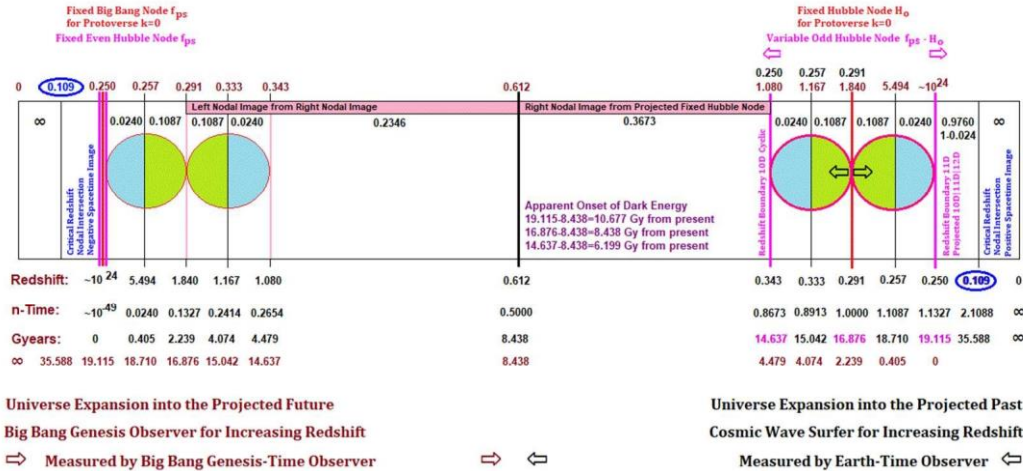 Fixed Big Bang Node fps
for Protoverse k=0
Fixed Even Hubble Node fps
Fixed Hubble Node Ho
for Protoverse k=0
Variable Odd Hubble Node fps - Ho
0.250 0.257 0.291
0 0.109 0.250 0.257 0.291 0.333 0.343 0.612 1.080 1.167 1.840 5.494 ~10 24
Left Nodal Image from Right Nodal Image
Right Nodal Image from Projected Fixed Hubble Node
∞ 0.0240 0.1087 0.1087 0.0240 0.2346 0.3673 0.0240 0.1087 0.1087 0.0240 0.9760 ∞
1-0.024
Critical Redshift
Nodal Intersection
Negative Spacetime Image
Apparent Onset of Dark Energy
19.115-8.438=10.677 Gy from present
16.876-8.438=8.438 Gy from present
14.637-8.438=6.199 Gy from present
Redshift Boundary 10D Cyclic
Redshift Boundary 11D
Projected 10D|11D|12D
Critical Redshift
Nodal Intersection
Positive Spacetime Image
Redshift: ~10 24 5.494 1.840 1.167 1.080 0.612 0.343 0.333 0.291 0.257 0.250 0.109 0
n-Time: ~10-49 0.0240 0.1327 0.2414 0.2654 0.5000 0.8673 0.8913 1.0000 1.1087 1.1327 2.1088 ∞
Gyears: 0 0.405 2.239 4.074 4.479 8.438 14.637 15.042 16.876 18.710 19.115 35.588 ∞
∞ 35.588 19.115 18.710 16.876 15.042 14.637 8.438 4.479 4.074 2.239 0.405 0
Universe Expansion into the Projected Future
Universe Expansion into the Projected Past
Big Bang Genesis Observer for Increasing Redshift
Cosmic Wave Surfer for Increasing Redshift
Measured by Big Bang Genesis-Time Observer
Measured by Earth-Time Observer